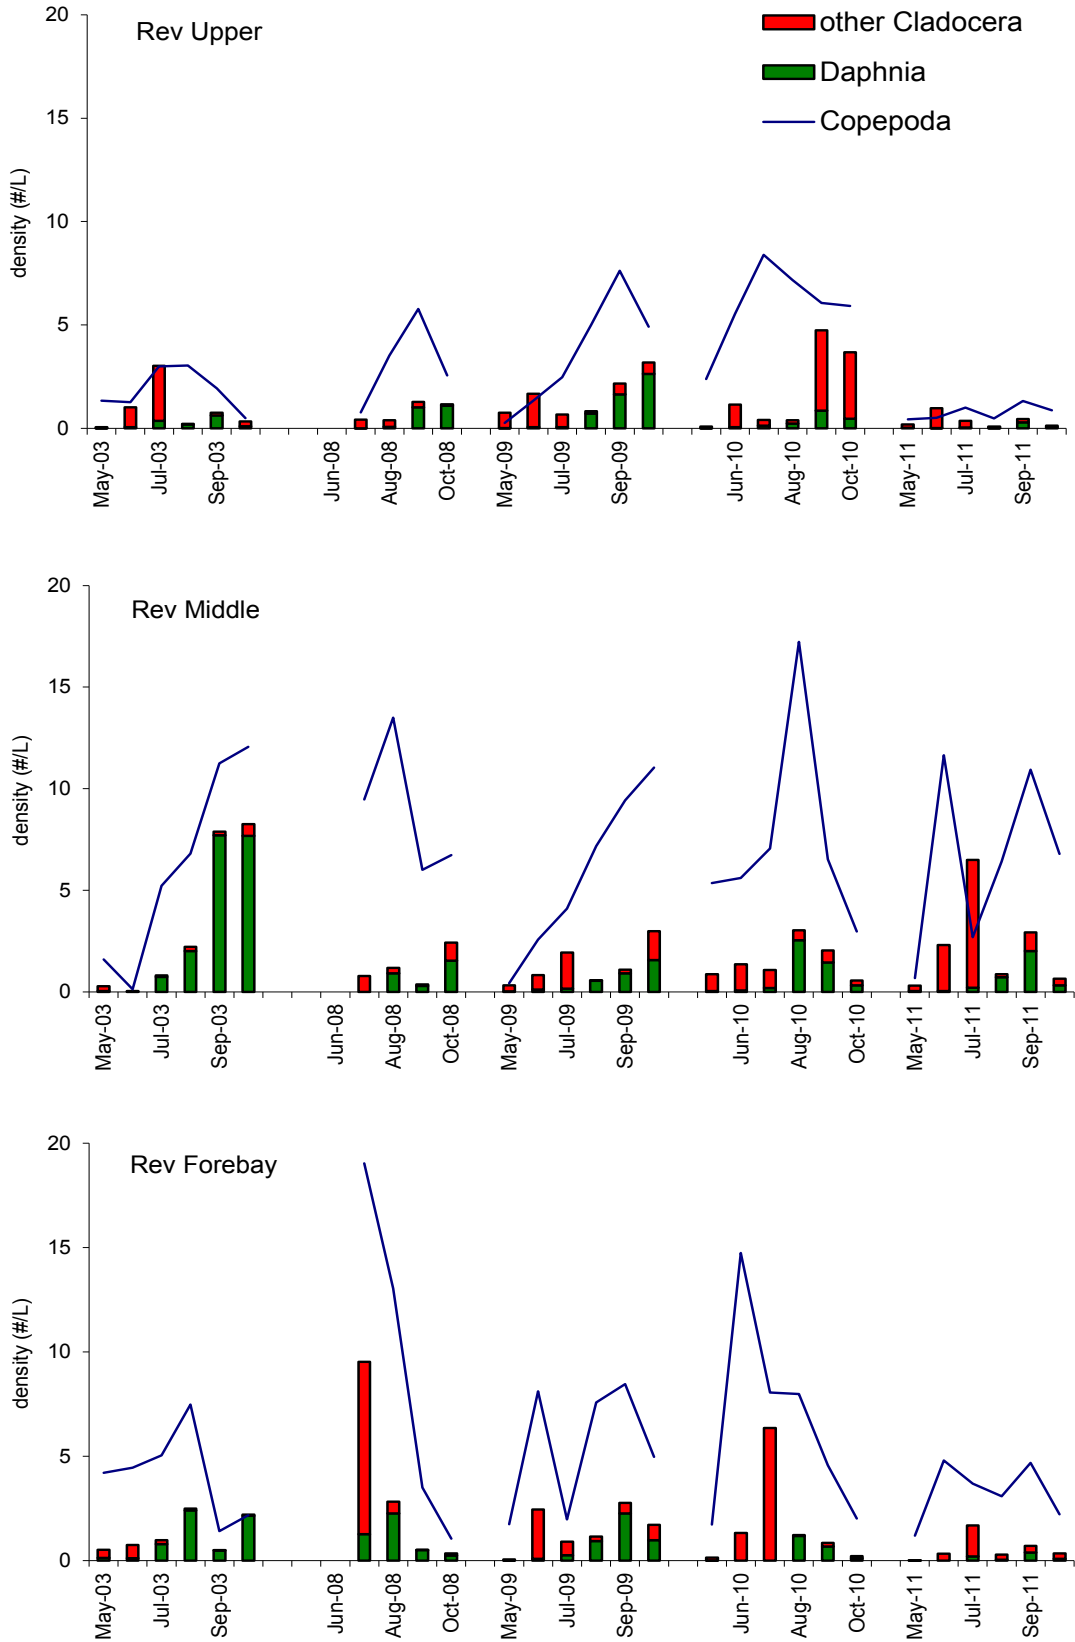 Rev Upper
other Cladocera
Daphnia
Copepoda
density (#/L)
20
15
10
5
0
May-03
Jul-03
Sep-03
Jun-08
Aug-08
Oct-08
May-09
Jul-09
Sep-09
Jun-10
Aug-10
Oct-10
May-11
Jul-11
Sep-11
Rev Middle
density (#/L)
20
15
10
5
0
May-03
Jul-03
Sep-03
Jun-08
Aug-08
Oct-08
May-09
Jul-09
Sep-09
Jun-10
Aug-10
Oct-10
May-11
Jul-11
Sep-11
Rev Forebay
density (#/L)
20
15
10
5
0
May-03
Jul-03
Sep-03
Jun-08
Aug-08
Oct-08
May-09
Jul-09
Sep-09
Jun-10
Aug-10
Oct-10
May-11
Jul-11
Sep-11